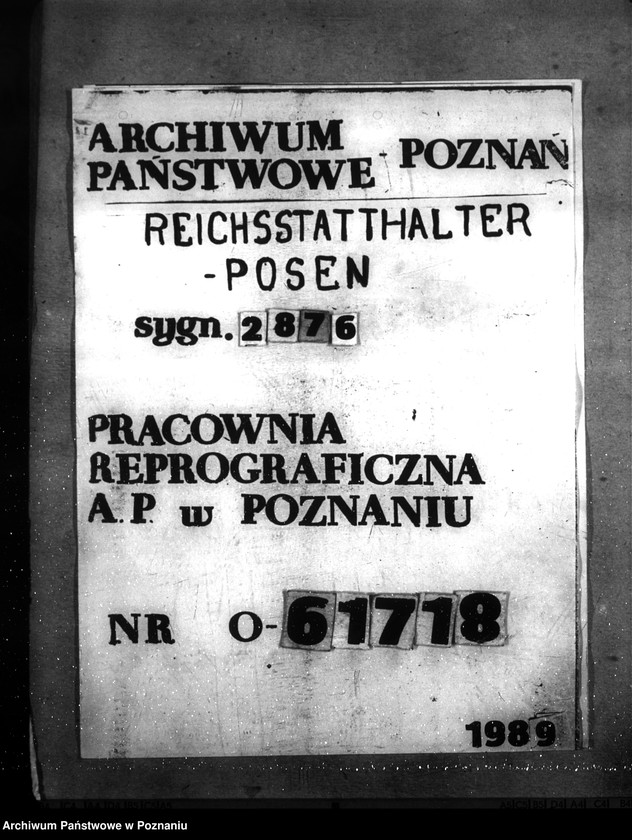 ARCHIWUM
PAŃSTWOWE - POZNAŃ
REICHSSTATTHALTER
-POSEN
sygn. 2876
PRACOWNIA
REPROGRAFICZNA
A.P. w POZNANIU
NR O-61718
1989
Archiwum Państwowe w Poznaniu